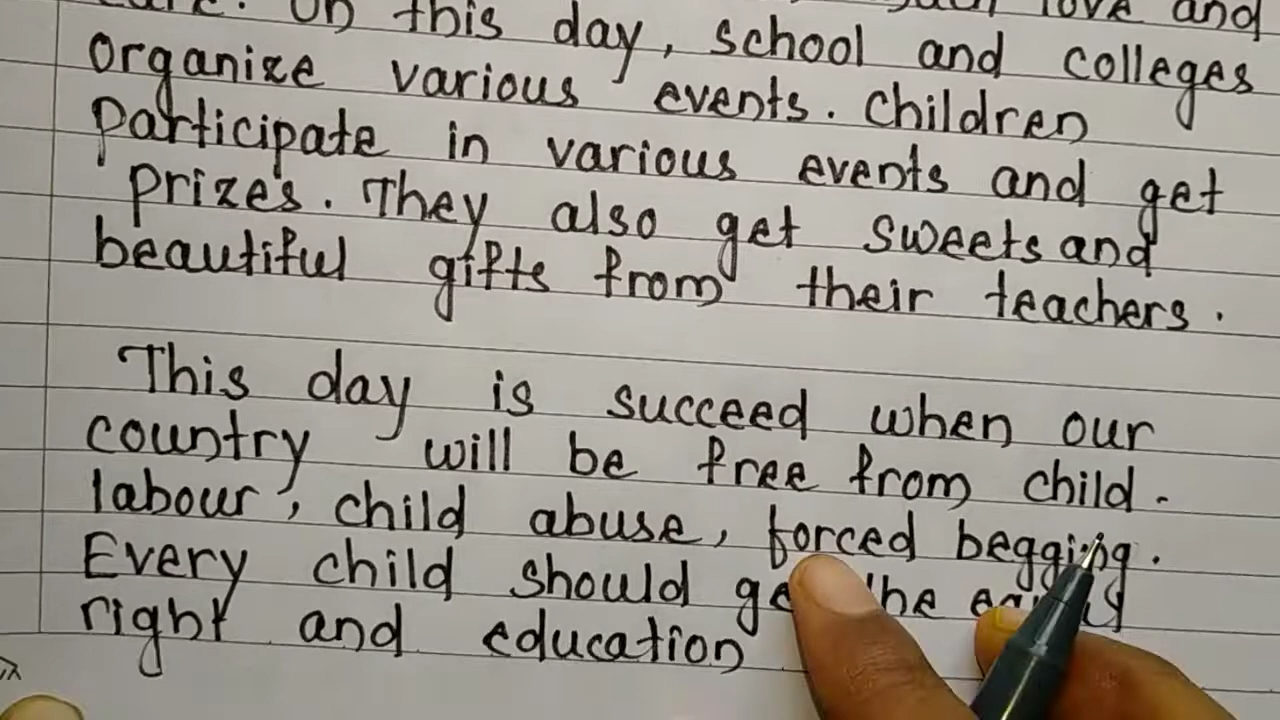 On this day, school and colleges
organize various events. Children
Participate in various events and get
prizes. They also get sweets and
beautiful gifts from their teachers.
This day is succeed when our
country will be free from child-
labour, child abuse, forced begging.
Every child should get the
right and education